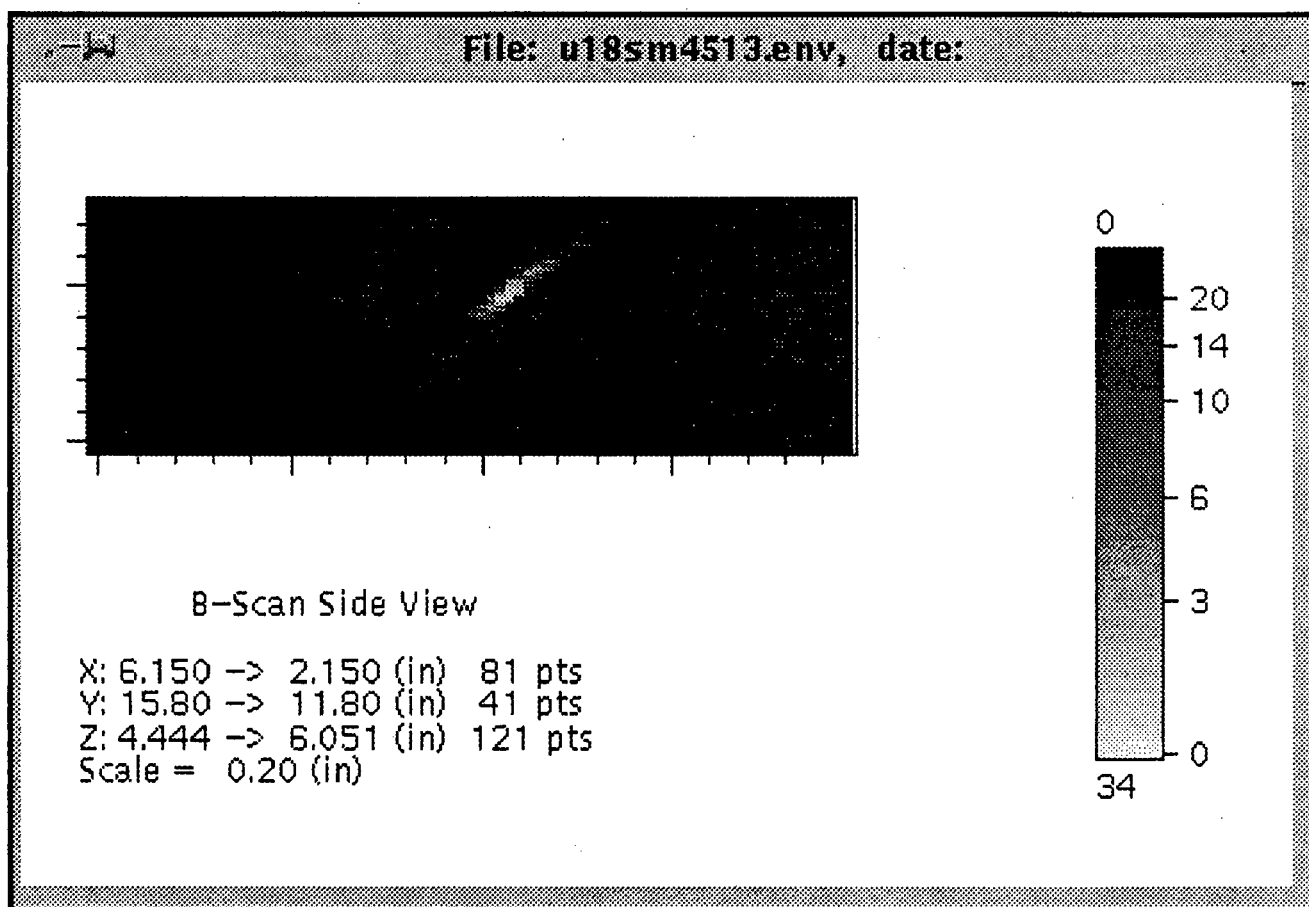 File: u18sm4513.env, date:
0
20
14
10
6
3
0
34
B-Scan Side View
X: 6.150 -> 2.150 (in) 81 pts
Y: 15.80 -> 11.80 (in) 41 pts
Z: 4.444 -> 6.051 (in) 121 pts
Scale = 0.20 (in)